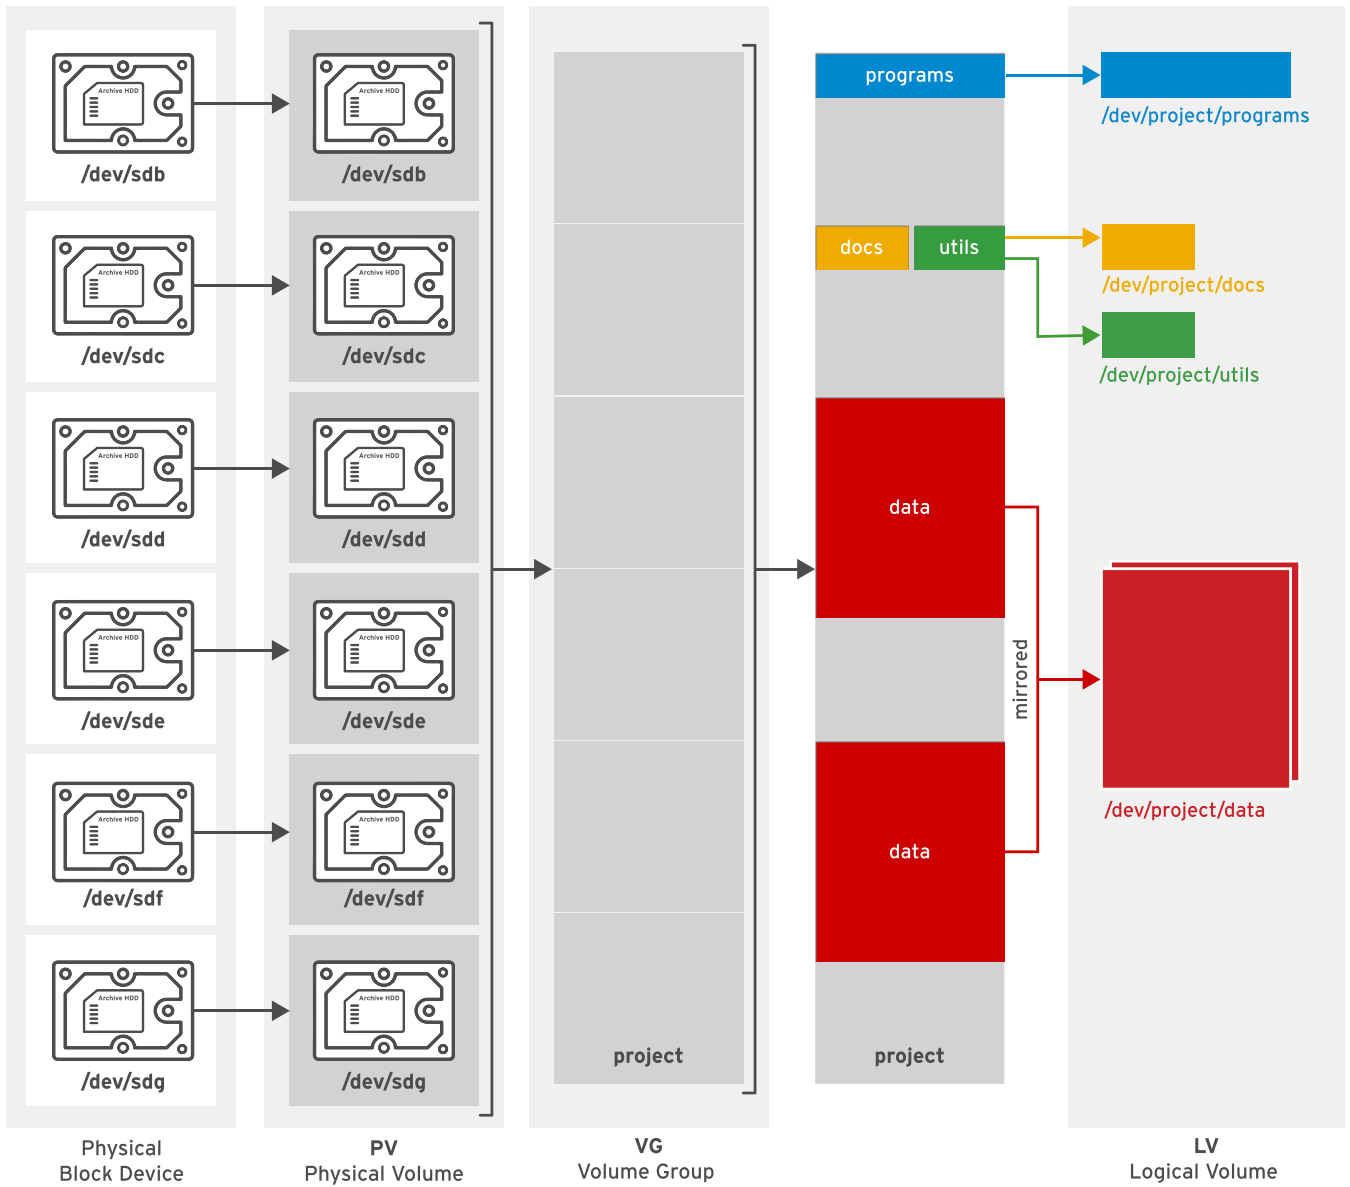 Archive HDD
/dev/sdb
Archive HDD
/dev/sdc
Archive HDD
/dev/sdd
Archive HDD
/dev/sde
Archive HDD
/dev/sdf
Archive HDD
/dev/sdg
Physical
Block Device
Archive HDD
/dev/sdb
Archive HDD
/dev/sdc
Archive HDD
/dev/sdd
Archive HDD
/dev/sde
Archive HDD
/dev/sdf
Archive HDD
/dev/sdg
PV
Physical Volume
project
VG
Volume Group
programs
docs
utils
data
mirrored
data
project
/dev/project/programs
/dev/project/docs
/dev/project/utils
/dev/project/data
LV
Logical Volume